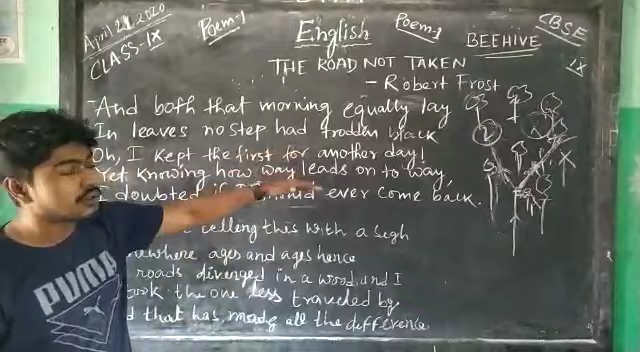 April 21 2020
CLASS-IX
Poem-1
English
Poem-1
BEEHIVE
CBSE
IX
THE ROAD NOT TAKEN
- Robert Frost
And both that morning equally lay
In leaves no step had trodden black
Oh, I kept the first for another day!
Yet knowing how way leads on to way,
I doubted if should ever come back.
telling this with a sigh
ages and ages hence
roads diverged in a wood, and I
took the one less traveled by,
that has made all the difference
2
PUMA